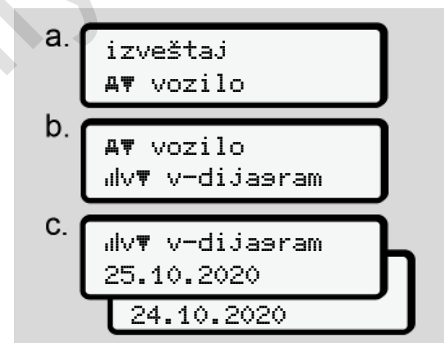 a.
izveštaj
vozilo
b.
vozilo
v-dijagram
c.
v-dijagram
25.10.2020
24.10.2020